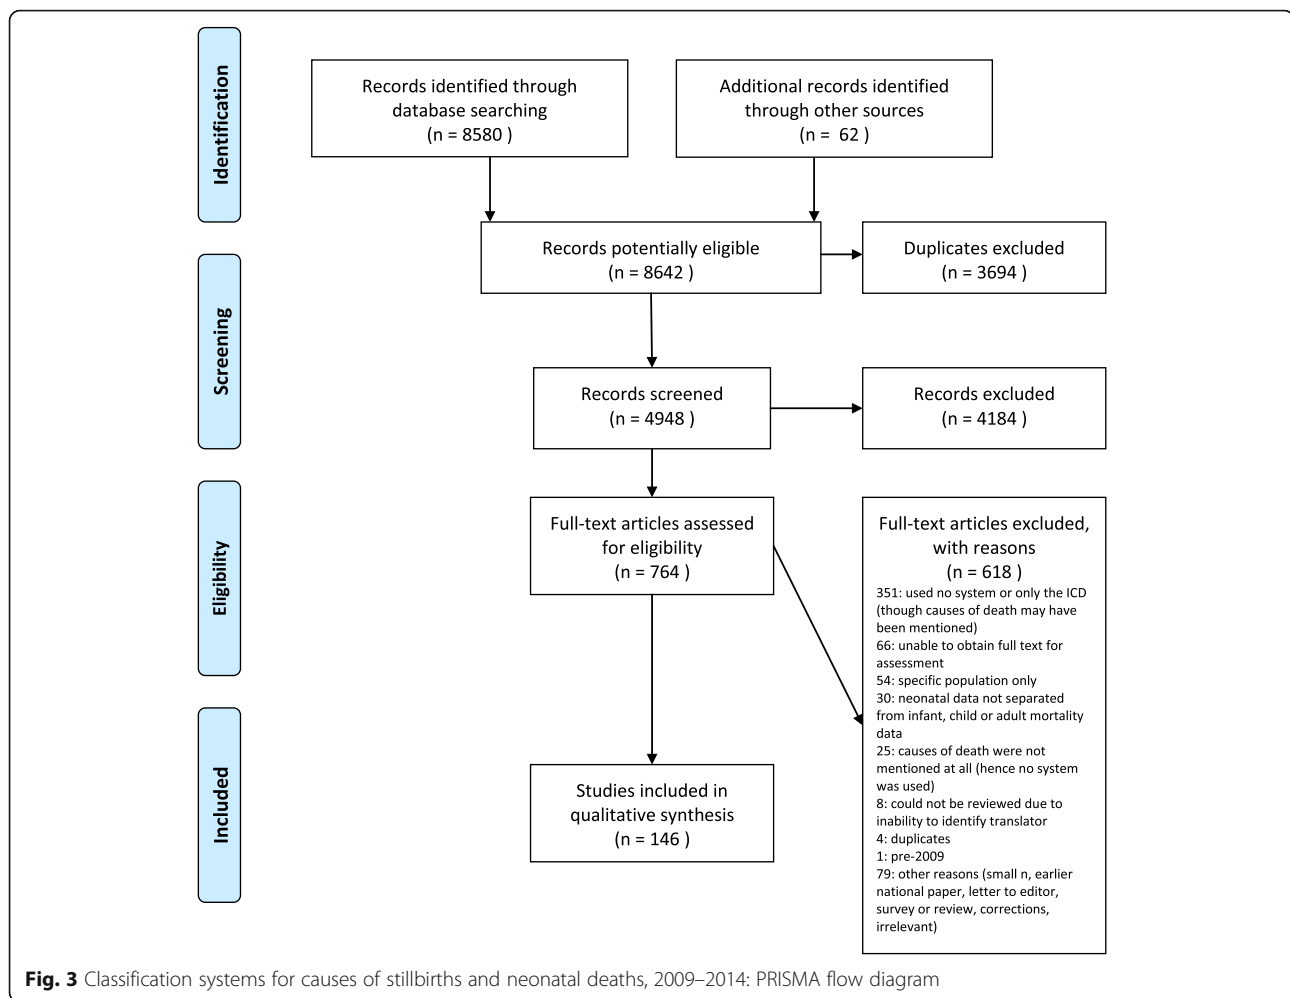 Identification
Records identified through
database searching
(n = 8580 )
Additional records identified
through other sources
(n = 62 )
Records potentially eligible
(n = 8642 )
Duplicates excluded
(n = 3694 )
Screening
Records screened
(n = 4948 )
Records excluded
(n = 4184 )
Eligibility
Full-text articles assessed
for eligibility
(n = 764 )
Full-text articles excluded,
with reasons
(n = 618 )
351: used no system or only the ICD
(though causes of death may have
been mentioned)
66: unable to obtain full text for
assessment
54: specific population only
30: neonatal data not separated
from infant, child or adult mortality
data
25: causes of death were not
mentioned at all (hence no system
was used)
8: could not be reviewed due to
inability to identify translator
4: duplicates
1: pre-2009
79: other reasons (small n, earlier
national paper, letter to editor,
survey or review, corrections,
irrelevant)
Included
Studies included in
qualitative synthesis
(n = 146 )
Fig. 3 Classification systems for causes of stillbirths and neonatal deaths, 2009–2014: PRISMA flow diagram